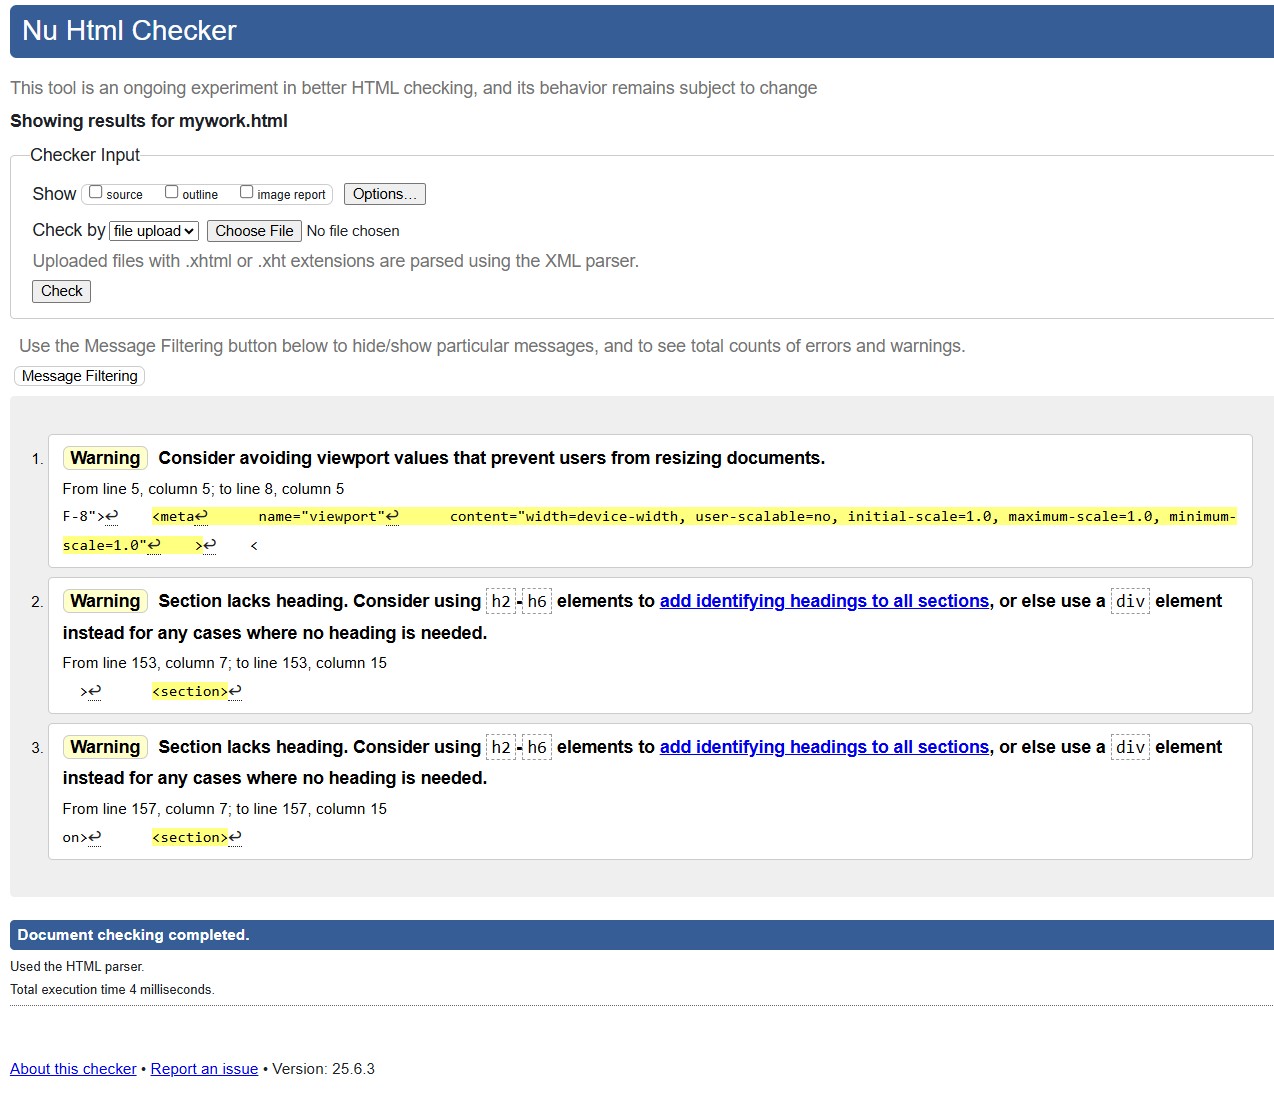 Nu Html Checker
This tool is an ongoing experiment in better HTML checking, and its behavior remains subject to change
Showing results for mywork.html
Checker Input
Show source outline image report Options...
Check by file upload Choose File No file chosen
Uploaded files with .xhtml or .xht extensions are parsed using the XML parser.
Check
Use the Message Filtering button below to hide/show particular messages, and to see total counts of errors and warnings.
Message Filtering
1. Warning Consider avoiding viewport values that prevent users from resizing documents.
From line 5, column 5; to line 8, column 5
F-8">↩ <meta↩ name="viewport"↩ content="width=device-width, user-scalable=no, initial-scale=1.0, maximum-scale=1.0, minimum-
scale=1.0"↩ >↩ <
2. Warning Section lacks heading. Consider using h2-h6 elements to add identifying headings to all sections, or else use a div element
instead for any cases where no heading is needed.
From line 153, column 7; to line 153, column 15
>↩ <section>↩
3. Warning Section lacks heading. Consider using h2-h6 elements to add identifying headings to all sections, or else use a div element
instead for any cases where no heading is needed.
From line 157, column 7; to line 157, column 15
on>↩ <section>↩
Document checking completed.
Used the HTML parser.
Total execution time 4 milliseconds.
About this checker • Report an issue • Version: 25.6.3